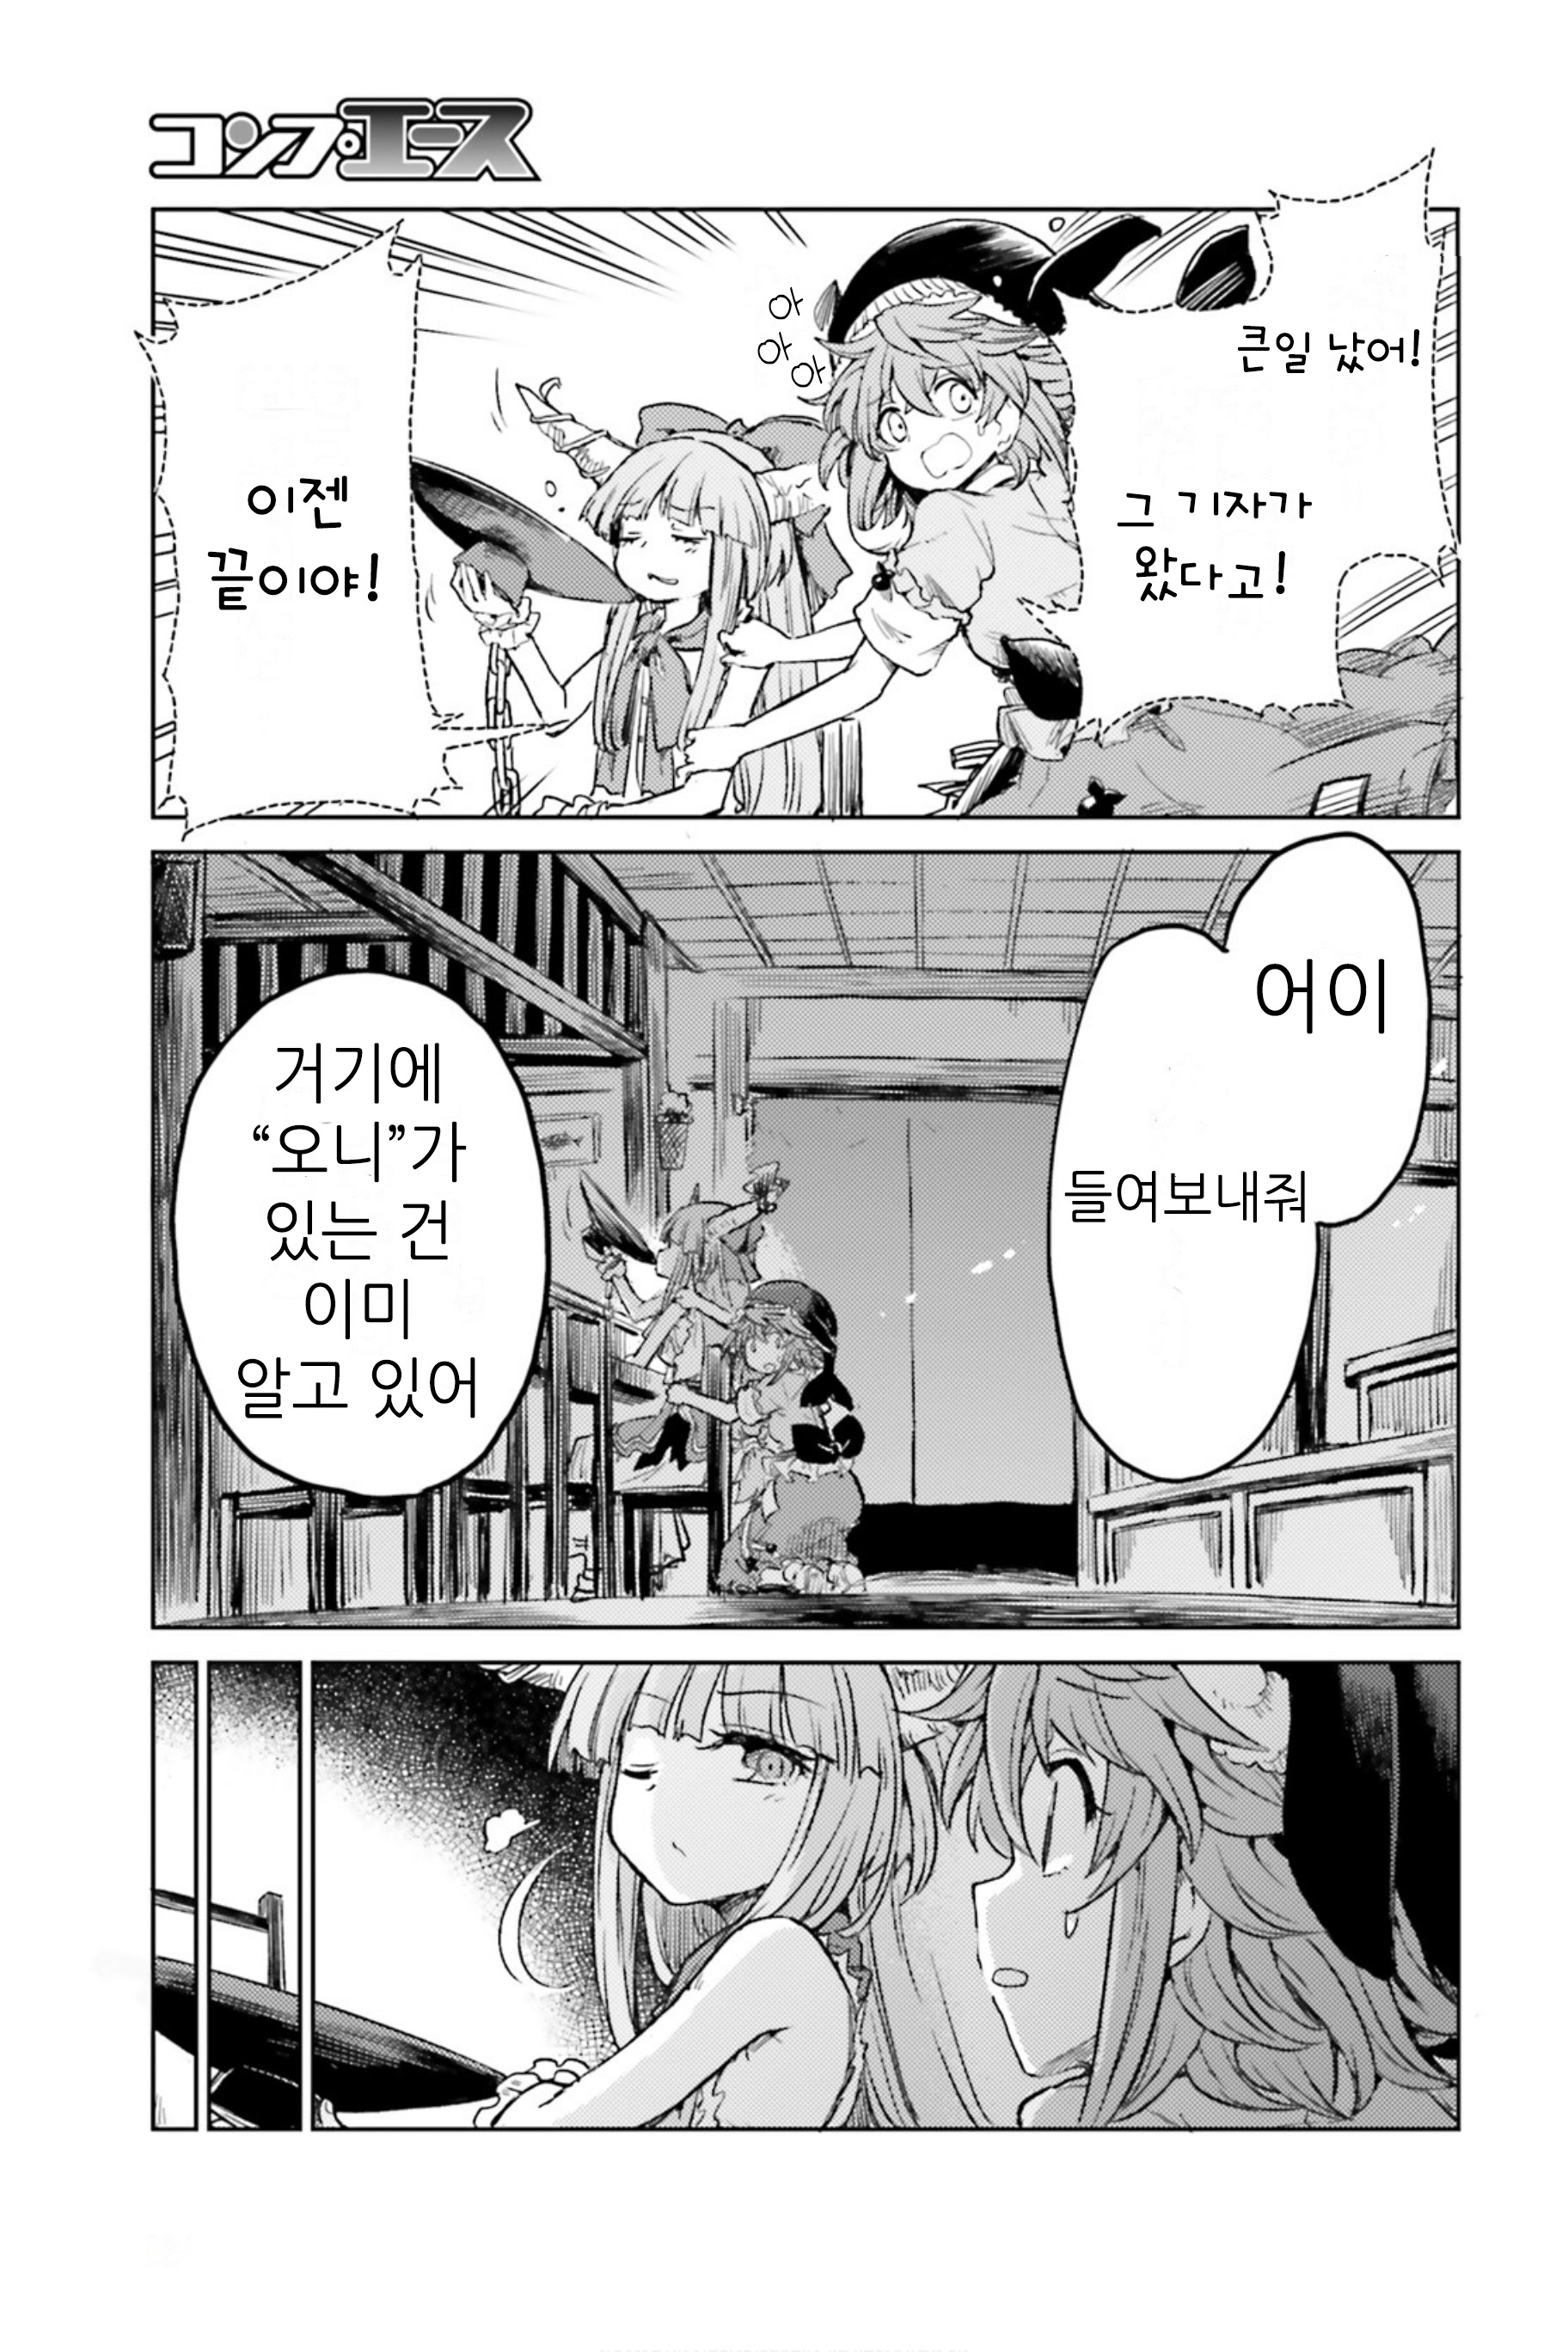 コンプエース
큰일 났어!
그 기자가
왔다고!
아
아
아
이젠
끝이야!
어이
들여보내줘
거기에
“오니”가
있는 건
이미
알고 있어